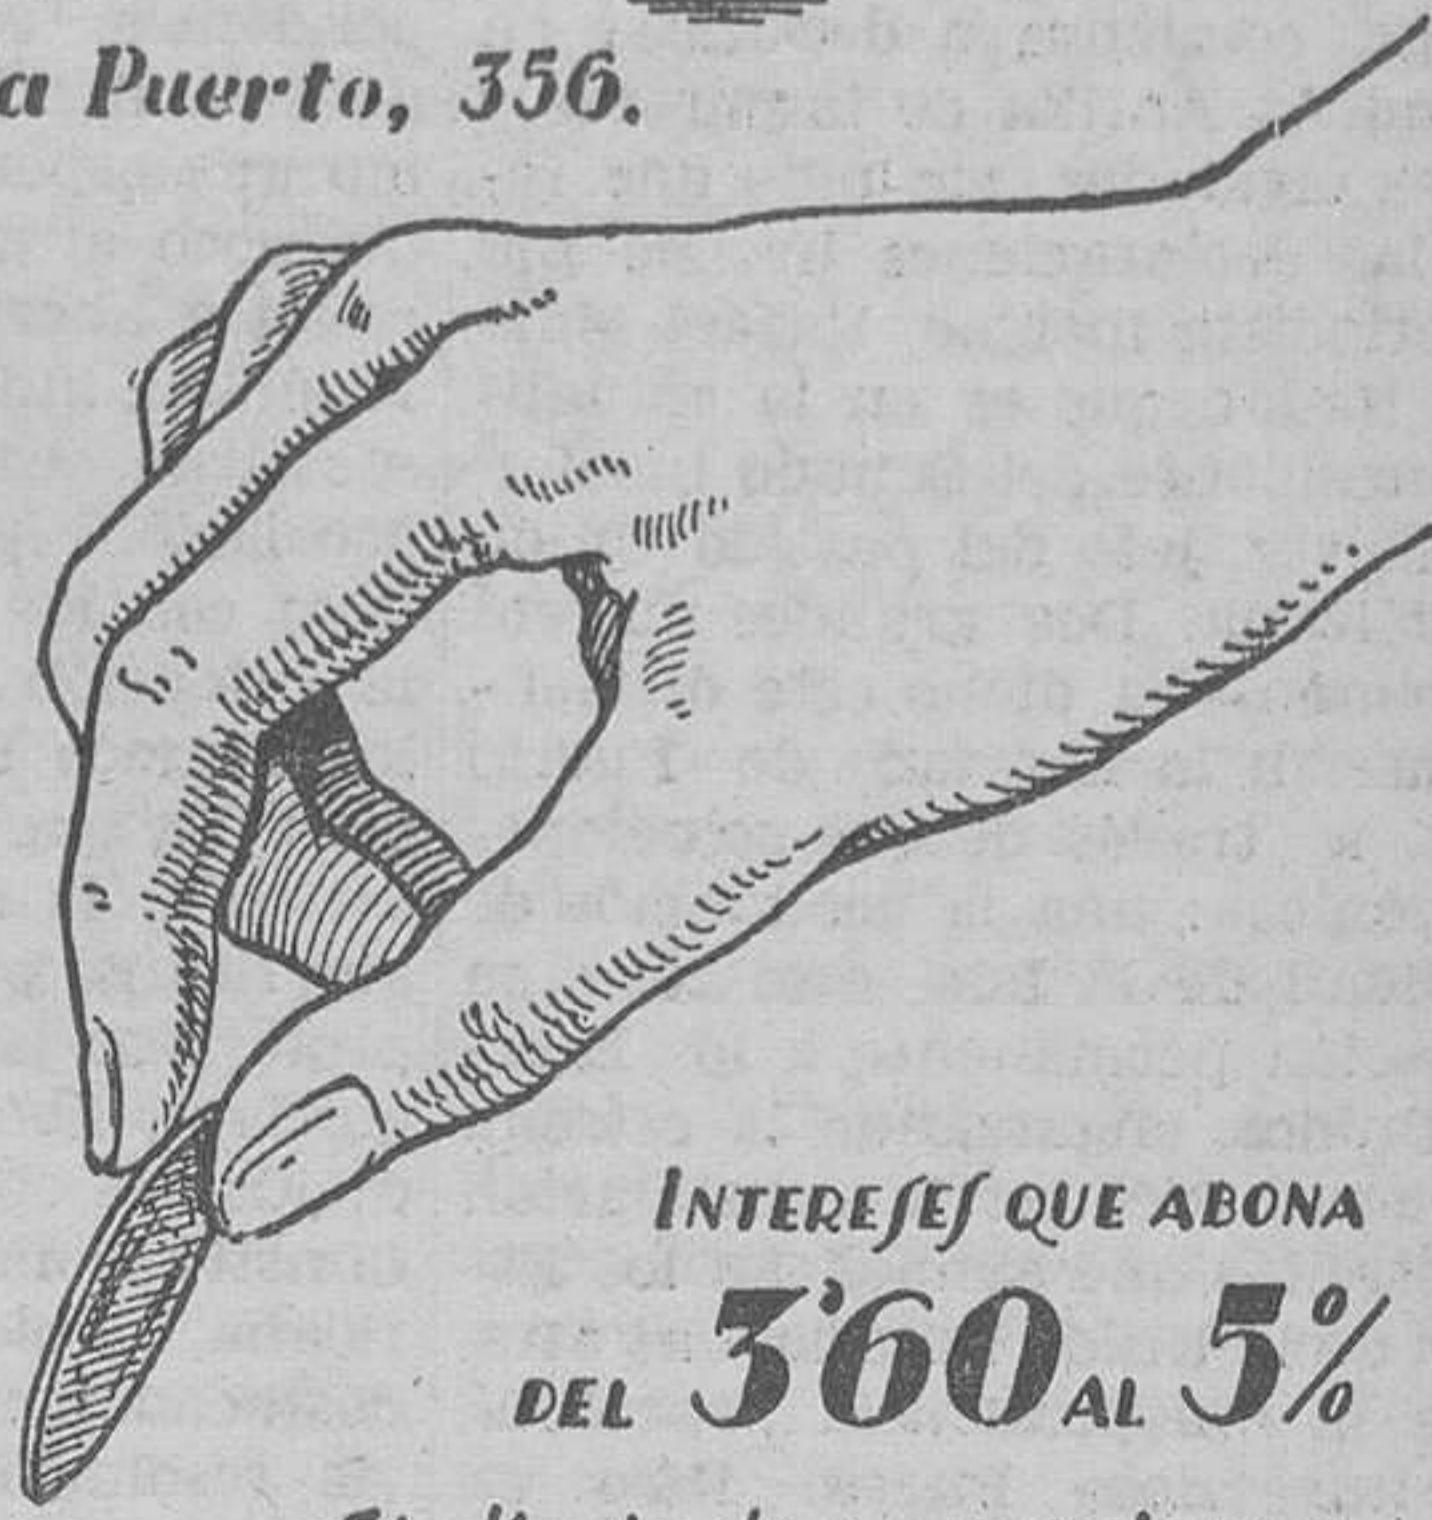 a Puerto, 356.
INTERESES QUE ABONA
DEL 3'60 AL 5%